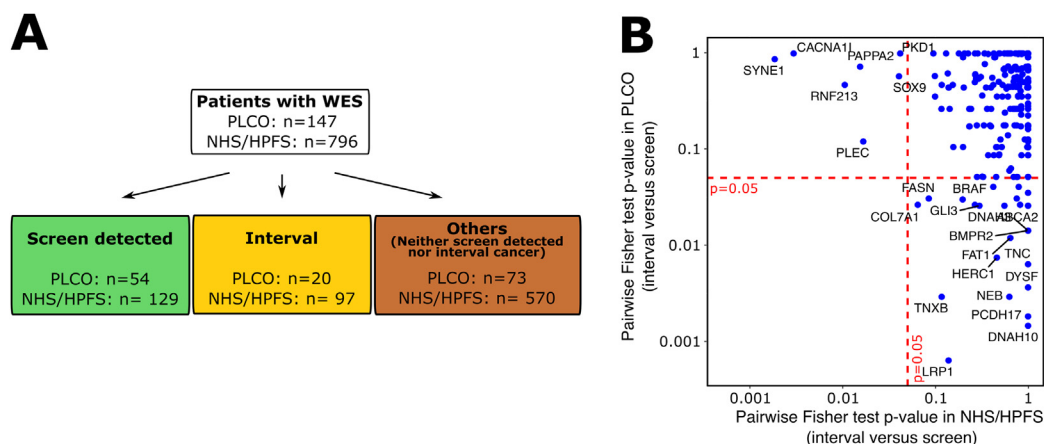 A
Patients with WES
PLCO: n=147
NHS/HPFS: n=796
Screen detected
PLCO: n=54
NHS/HPFS: n= 129
Interval
PLCO: n=20
NHS/HPFS: n= 97
Others
(Neither screen detected
nor interval cancer)
PLCO: n=73
NHS/HPFS: n= 570
B
Pairwise Fisher test p-value in PLCO
(interval versus screen)
1
0.1
0.01
0.001
CACNA1I
PKD1
PAPPA2
SYNE1
SOX9
RNF213
PLEC
p=0.05
FASN
BRAF
GLI3
COL7A1
ABCA2
BMPR2
FAT1
TNC
HERC1
DYSF
NEB
TNXB
PCDH17
DNAH10
p=0.05
LRP1
0.001
0.01
0.1
1
Pairwise Fisher test p-value in NHS/HPFS
(interval versus screen)